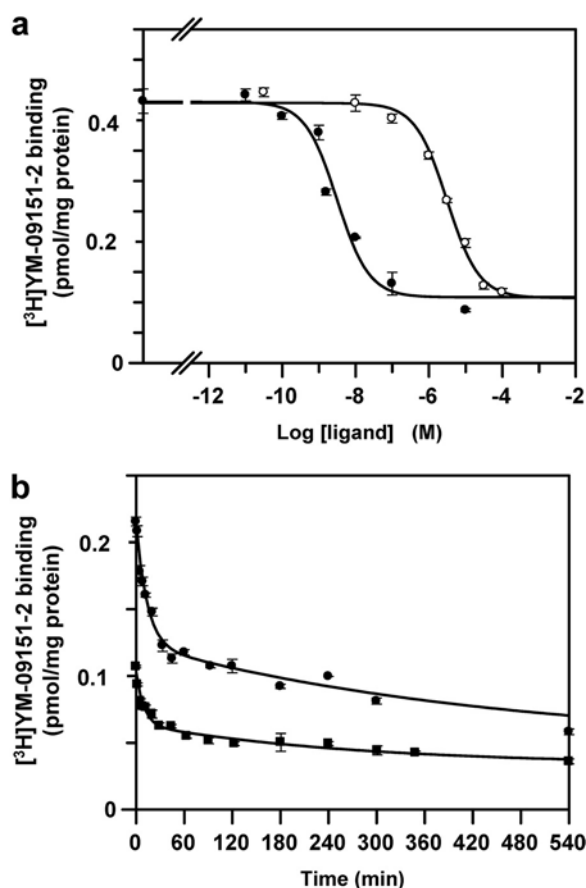 a
[³H]YM-09151-2 binding
(pmol/mg protein)
0.4
0.2
0
-12 -10 -8 -6 -4 -2
Log [ligand] (M)
b
[³H]YM-09151-2 binding
(pmol/mg protein)
0.2
0.1
0
0 60 120 180 240 300 360 420 480 540
Time (min)